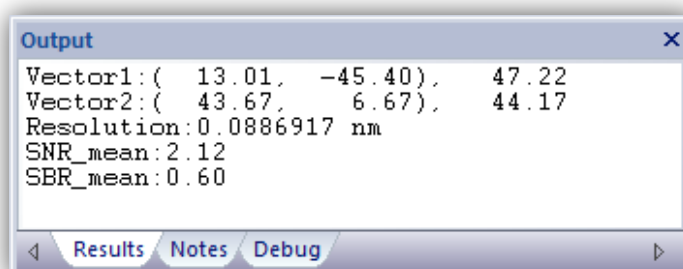 Output
Vector1:(  13.01,  -45.40),   47.22
Vector2:(  43.67,    6.67),   44.17
Resolution:0.0886917 nm
SNR_mean:2.12
SBR_mean:0.60
Results Notes Debug